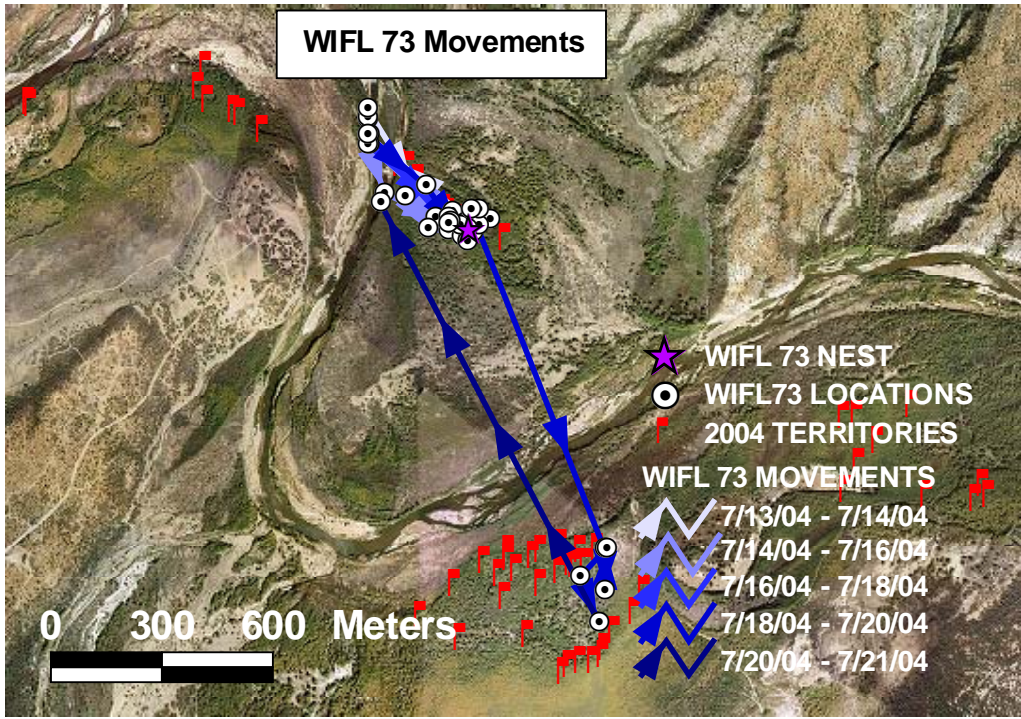 WIFL 73 Movements
WIFL 73 NEST
WIFL73 LOCATIONS
2004 TERRITORIES
WIFL 73 MOVEMENTS
7/13/04 - 7/14/04
7/14/04 - 7/16/04
7/16/04 - 7/18/04
7/18/04 - 7/20/04
7/20/04 - 7/21/04
0 300 600 Meters